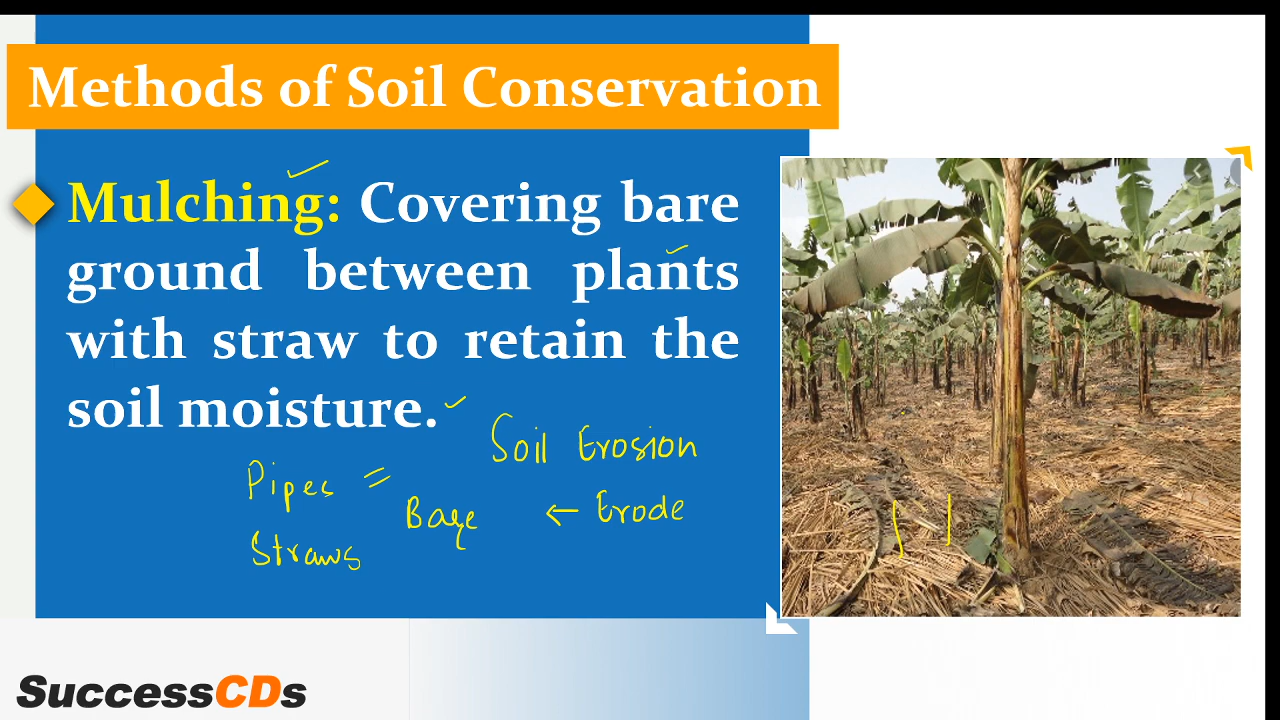 Methods of Soil Conservation
Mulching: Covering bare
ground between plants
with straw to retain the
soil moisture.
Soil Erosion
Pipes =
Base ← Erode
Straws
SuccessCDs